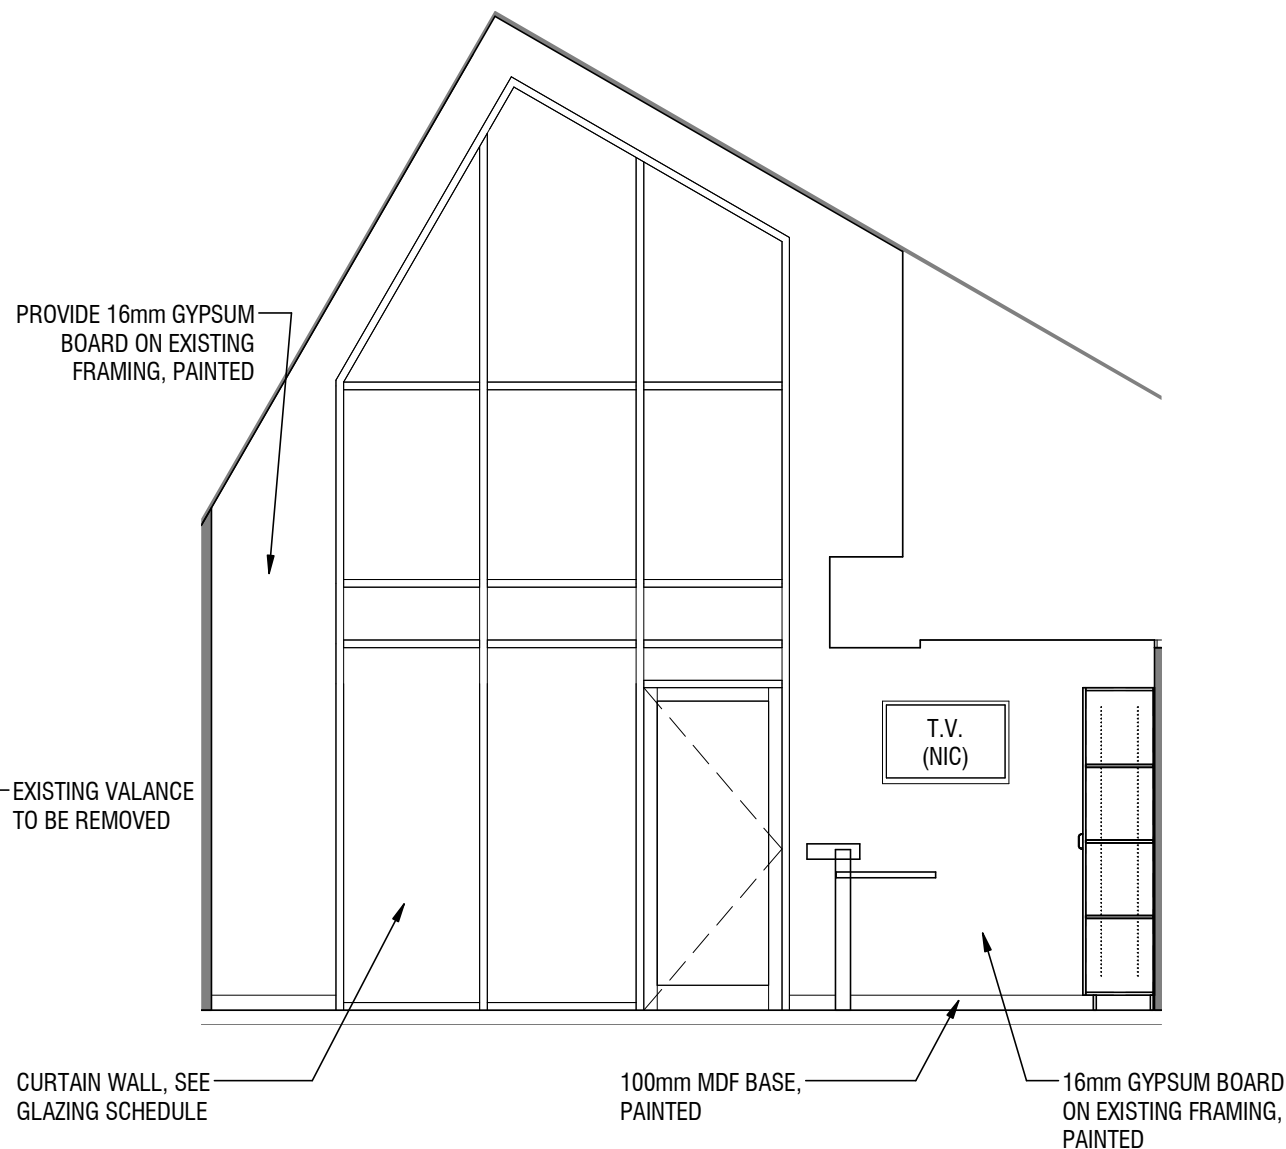 PROVIDE 16mm GYPSUM
BOARD ON EXISTING
FRAMING, PAINTED
T.V.
(NIC)
EXISTING VALANCE
TO BE REMOVED
CURTAIN WALL, SEE
GLAZING SCHEDULE
100mm MDF BASE,
PAINTED
16mm GYPSUM BOARD
ON EXISTING FRAMING,
PAINTED